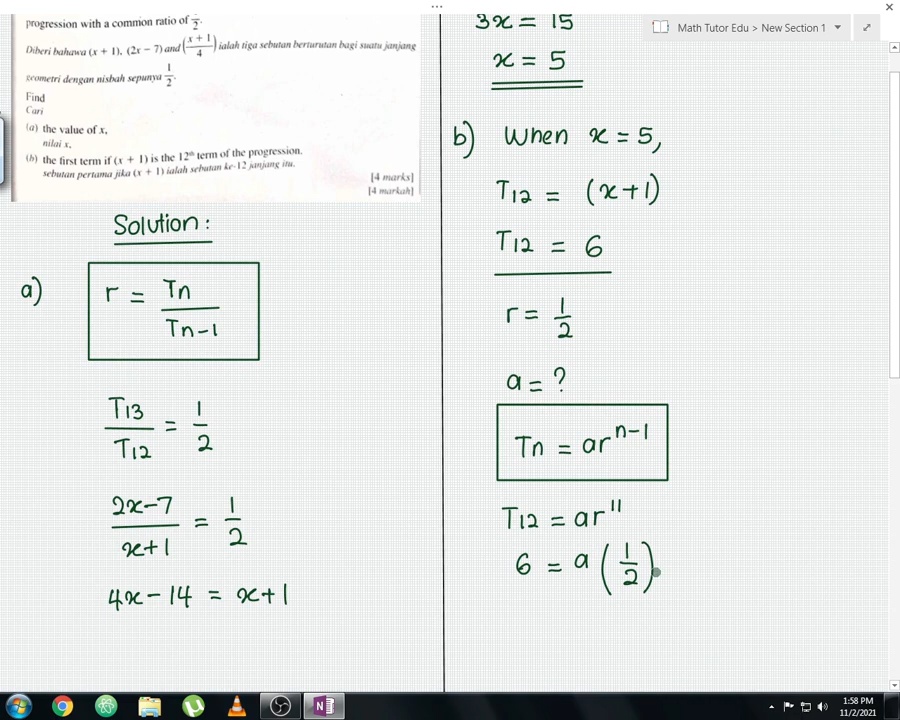 progression with a common ratio of 1/2.
Diberi bahawa (x + 1), (2x − 7) and ((x + 1)/4) ialah tiga sebutan berturutan bagi suatu janjang
geometri dengan nisbah sepunya 1/2.
Find
Cari
(a) the value of x,
nilai x,
(b) the first term if (x + 1) is the 12th term of the progression.
sebutan pertama jika (x + 1) ialah sebutan ke-12 janjang itu.
[4 marks]
[4 markah]
Solution:
a) r = Tn/Tn-1
T13/T12 = 1/2
(2x-7)/(x+1) = 1/2
4x - 14 = x+1
3x = 15
x = 5
b) When x = 5,
T12 = (x+1)
T12 = 6
r = 1/2
a = ?
Tn = ar^n-1
T12 = ar^11
6 = a (1/2)
Math Tutor Edu > New Section 1
1:58 PM
11/2/2021